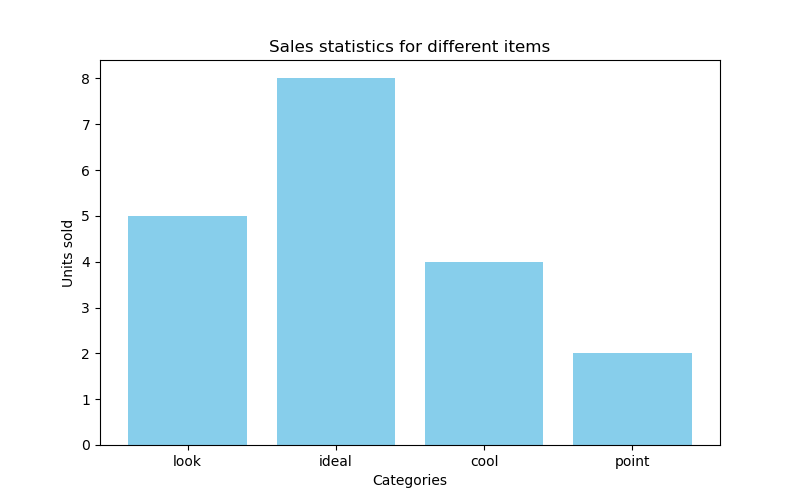 Sales statistics for different items
Units sold
8
7
6
5
4
3
2
1
0
look ideal cool point
Categories